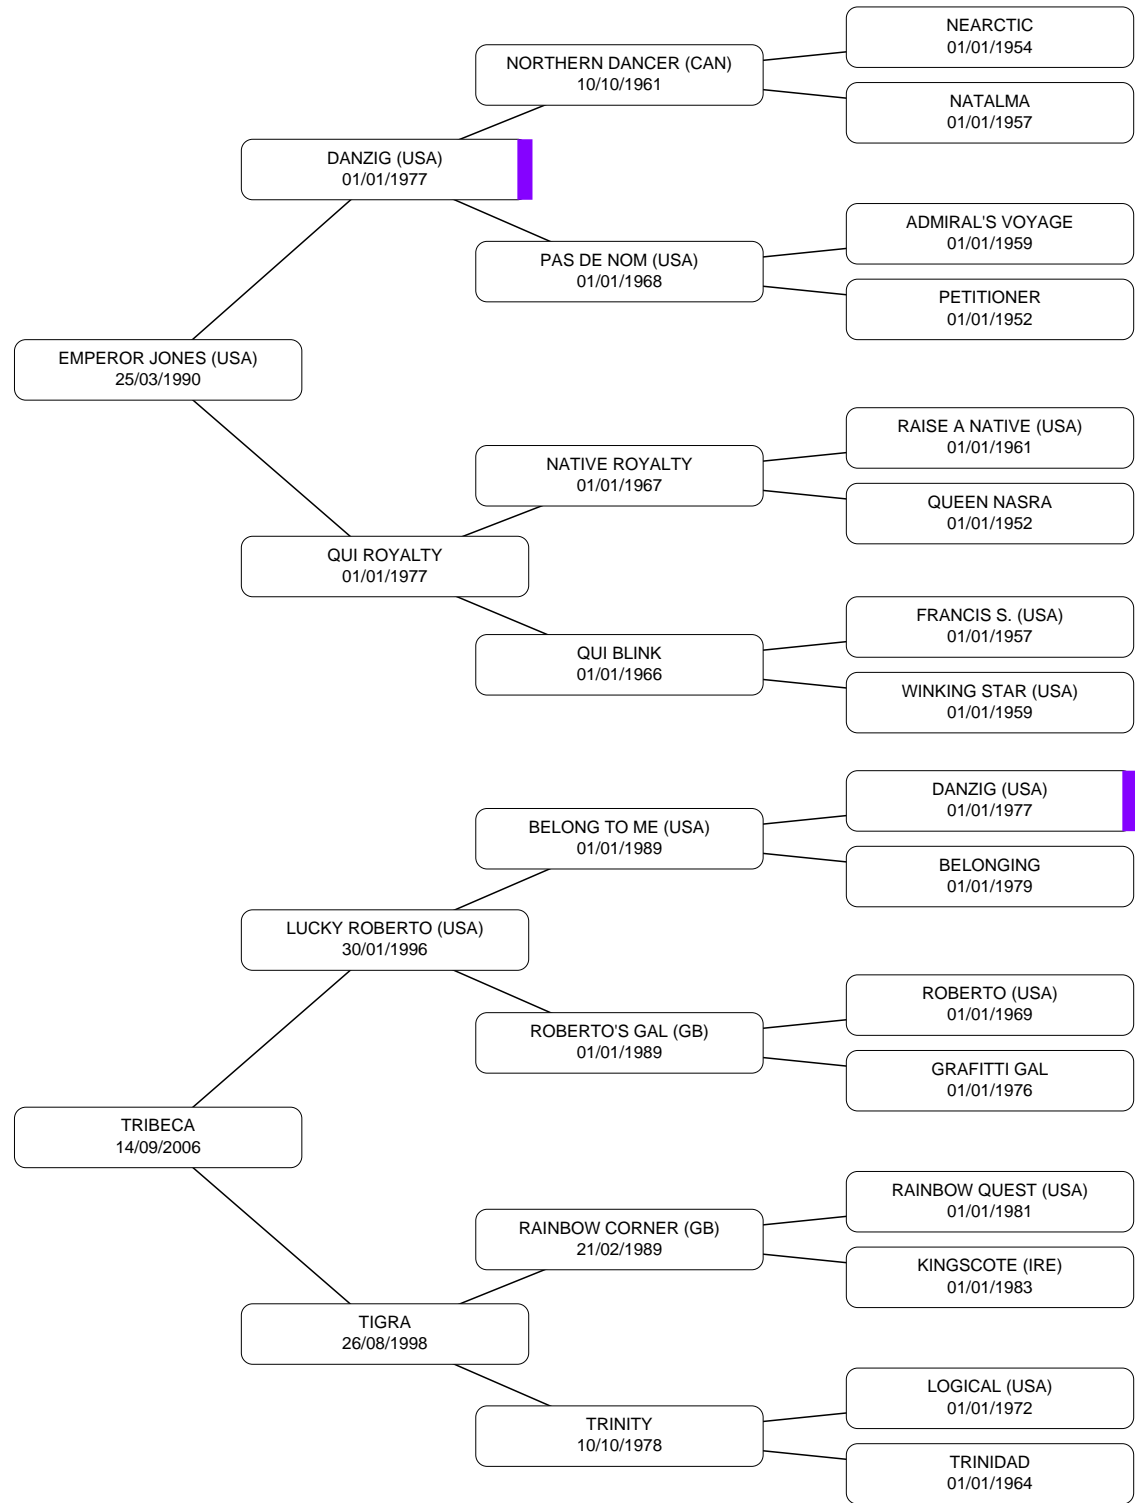 NEARCTIC
01/01/1954
NORTHERN DANCER (CAN)
10/10/1961
NATALMA
01/01/1957
DANZIG (USA)
01/01/1977
ADMIRAL'S VOYAGE
01/01/1959
PAS DE NOM (USA)
01/01/1968
PETITIONER
01/01/1952
EMPEROR JONES (USA)
25/03/1990
RAISE A NATIVE (USA)
01/01/1961
NATIVE ROYALTY
01/01/1967
QUEEN NASRA
01/01/1952
QUI ROYALTY
01/01/1977
FRANCIS S. (USA)
01/01/1957
QUI BLINK
01/01/1966
WINKING STAR (USA)
01/01/1959
DANZIG (USA)
01/01/1977
BELONG TO ME (USA)
01/01/1989
BELONGING
01/01/1979
LUCKY ROBERTO (USA)
30/01/1996
ROBERTO (USA)
01/01/1969
ROBERTO'S GAL (GB)
01/01/1989
GRAFITTI GAL
01/01/1976
TRIBECA
14/09/2006
RAINBOW QUEST (USA)
01/01/1981
RAINBOW CORNER (GB)
21/02/1989
KINGSCOTE (IRE)
01/01/1983
TIGRA
26/08/1998
LOGICAL (USA)
01/01/1972
TRINITY
10/10/1978
TRINIDAD
01/01/1964